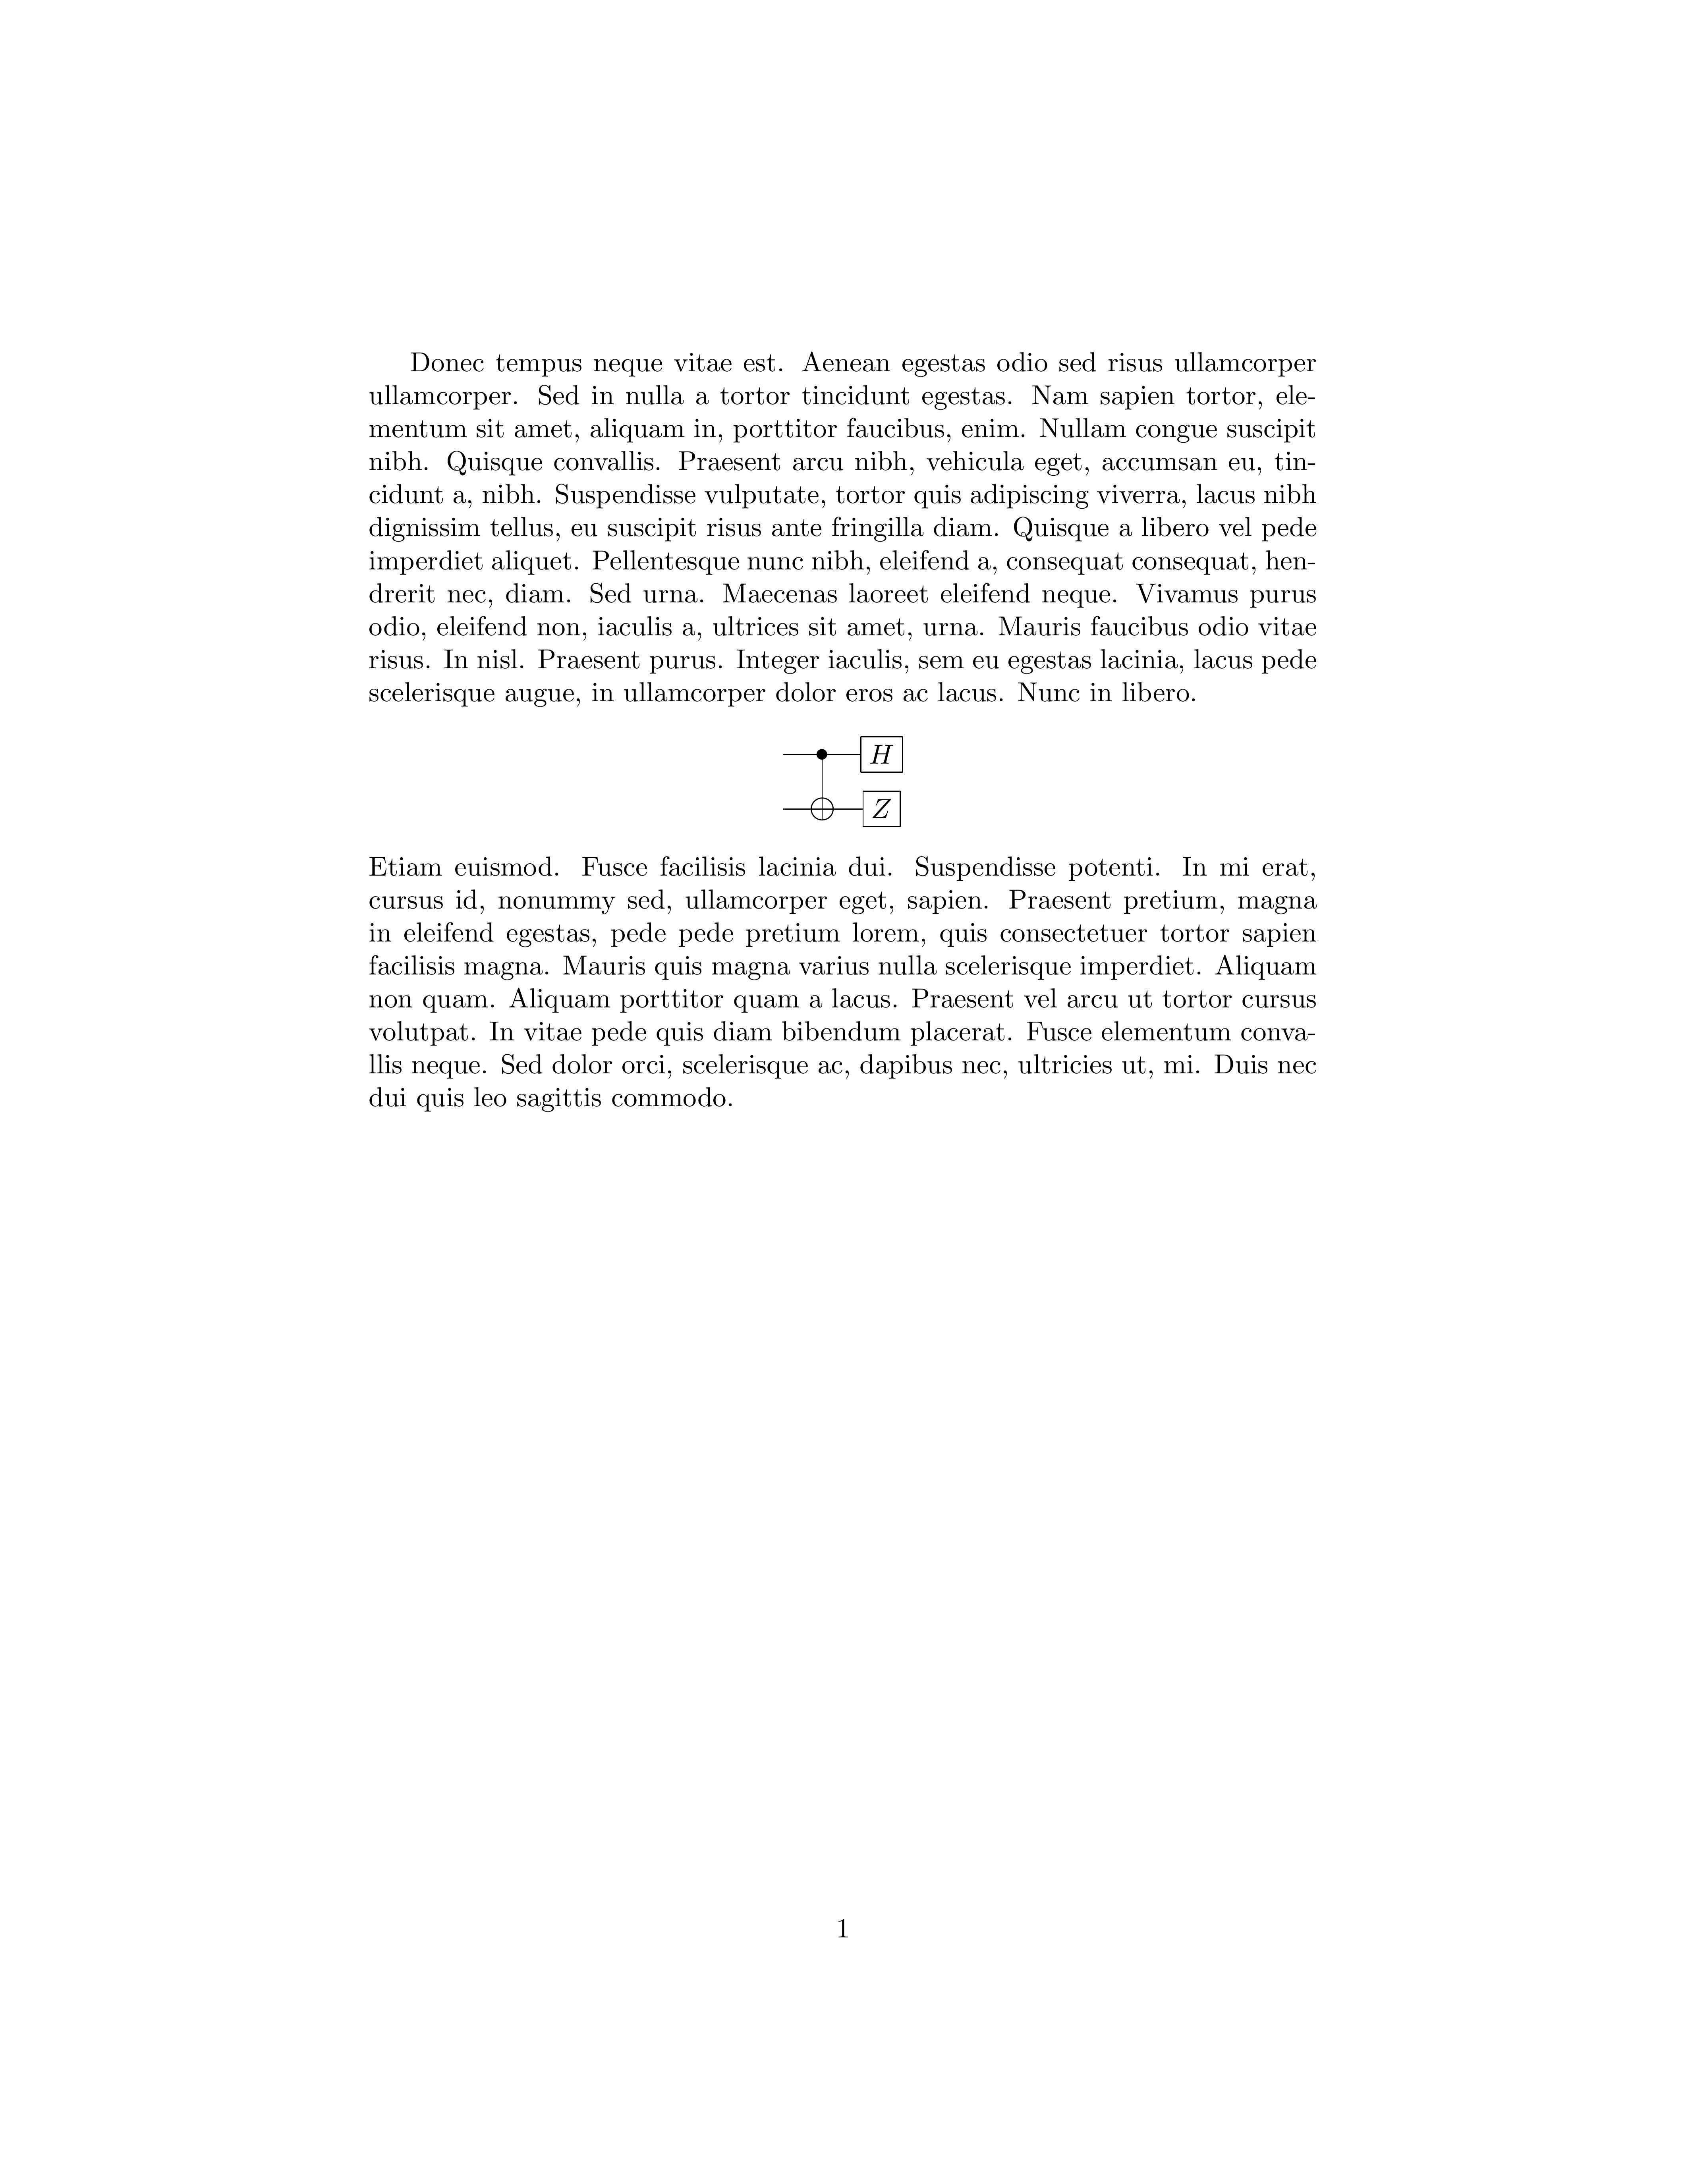 Donec tempus neque vitae est. Aenean egestas odio sed risus ullamcorper
ullamcorper. Sed in nulla a tortor tincidunt egestas. Nam sapien tortor, ele-
mentum sit amet, aliquam in, porttitor faucibus, enim. Nullam congue suscipit
nibh. Quisque convallis. Praesent arcu nibh, vehicula eget, accumsan eu, tin-
cidunt a, nibh. Suspendisse vulputate, tortor quis adipiscing viverra, lacus nibh
dignissim tellus, eu suscipit risus ante fringilla diam. Quisque a libero vel pede
imperdiet aliquet. Pellentesque nunc nibh, eleifend a, consequat consequat, hen-
drerit nec, diam. Sed urna. Maecenas laoreet eleifend neque. Vivamus purus
odio, eleifend non, iaculis a, ultrices sit amet, urna. Mauris faucibus odio vitae
risus. In nisl. Praesent purus. Integer iaculis, sem eu egestas lacinia, lacus pede
scelerisque augue, in ullamcorper dolor eros ac lacus. Nunc in libero.
H
Z
Etiam euismod. Fusce facilisis lacinia dui. Suspendisse potenti. In mi erat,
cursus id, nonummy sed, ullamcorper eget, sapien. Praesent pretium, magna
in eleifend egestas, pede pede pretium lorem, quis consectetuer tortor sapien
facilisis magna. Mauris quis magna varius nulla scelerisque imperdiet. Aliquam
non quam. Aliquam porttitor quam a lacus. Praesent vel arcu ut tortor cursus
volutpat. In vitae pede quis diam bibendum placerat. Fusce elementum conva-
llis neque. Sed dolor orci, scelerisque ac, dapibus nec, ultricies ut, mi. Duis nec
dui quis leo sagittis commodo.
1